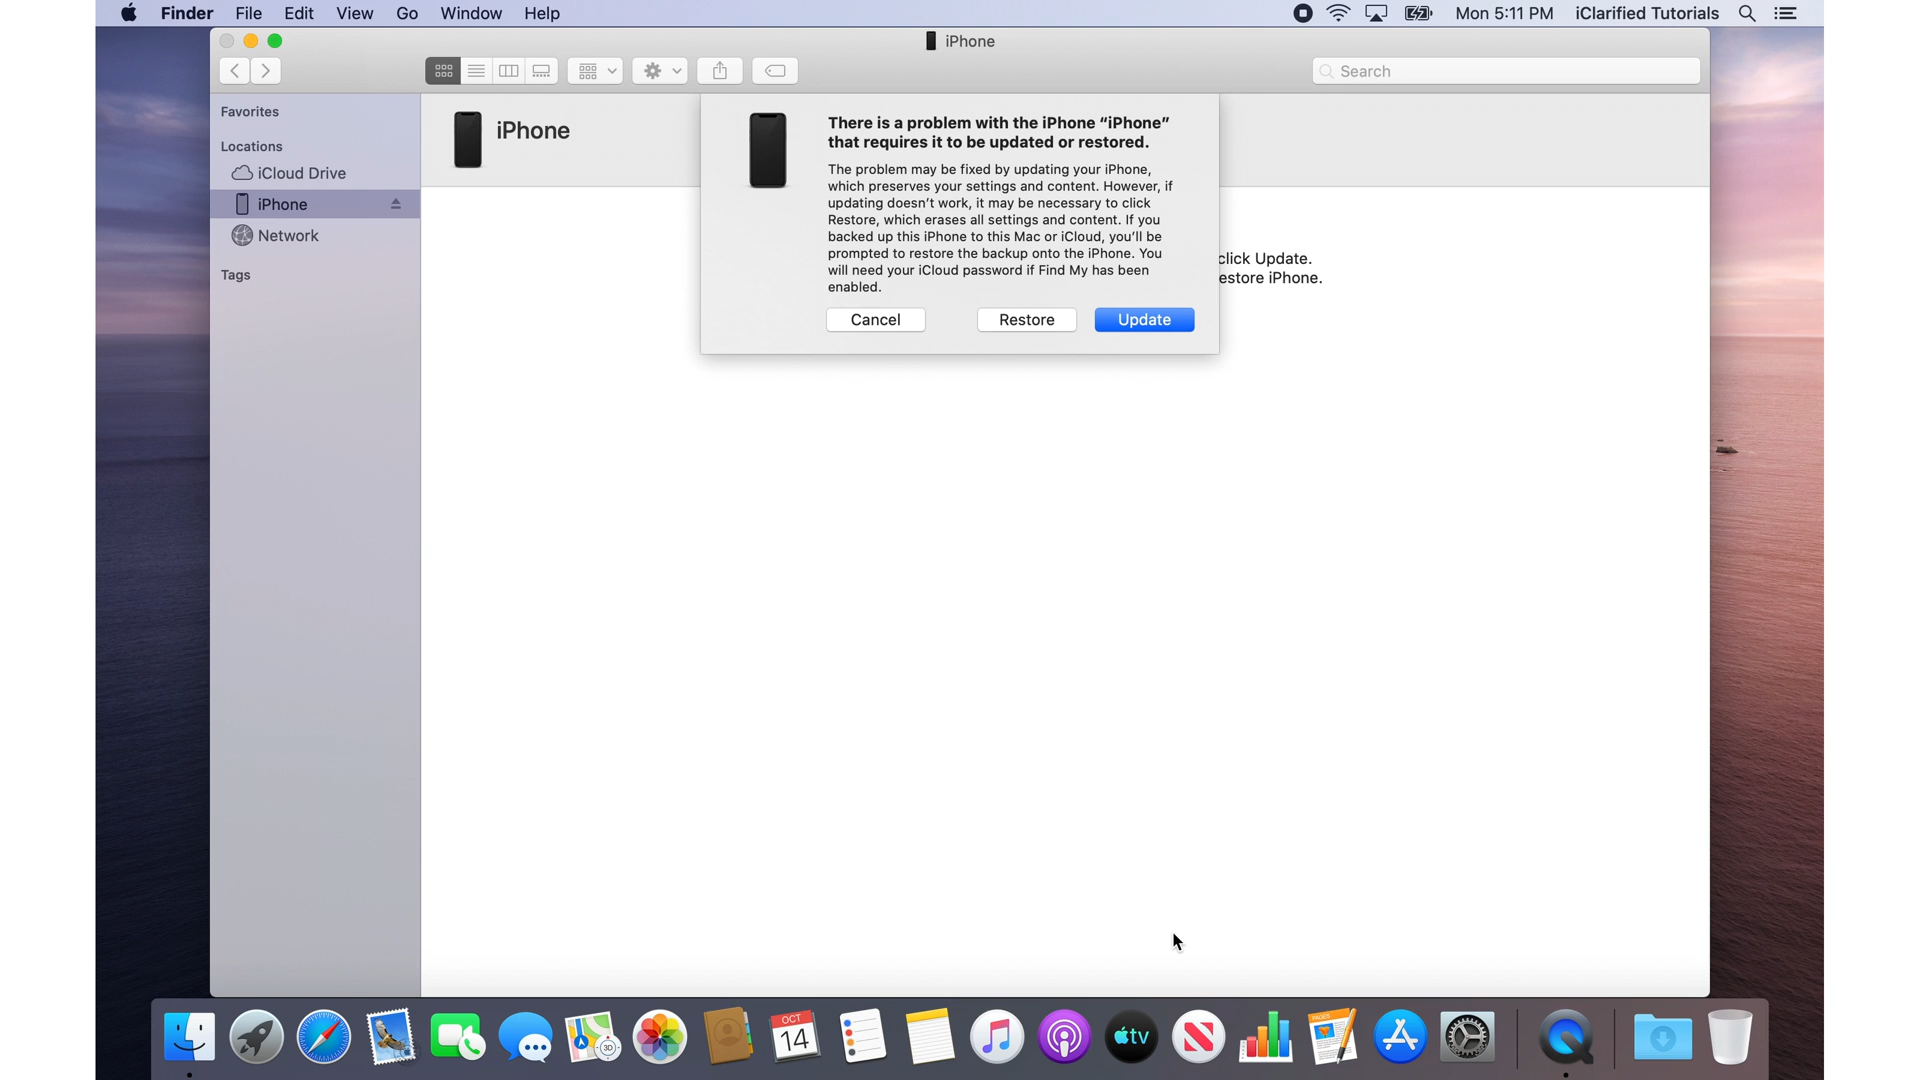 Finder File Edit View Go Window Help Mon 5:11 PM iClarified Tutorials
iPhone
Search
Favorites
Locations
iCloud Drive
iPhone
Network
Tags
iPhone
There is a problem with the iPhone “iPhone”
that requires it to be updated or restored.
The problem may be fixed by updating your iPhone,
which preserves your settings and content. However, if
updating doesn’t work, it may be necessary to click
Restore, which erases all settings and content. If you
backed up this iPhone to this Mac or iCloud, you’ll be
prompted to restore the backup onto the iPhone. You
will need your iCloud password if Find My has been
enabled.
Cancel Restore Update
click Update.
estore iPhone.
OCT
14
3D
PAGES
tv